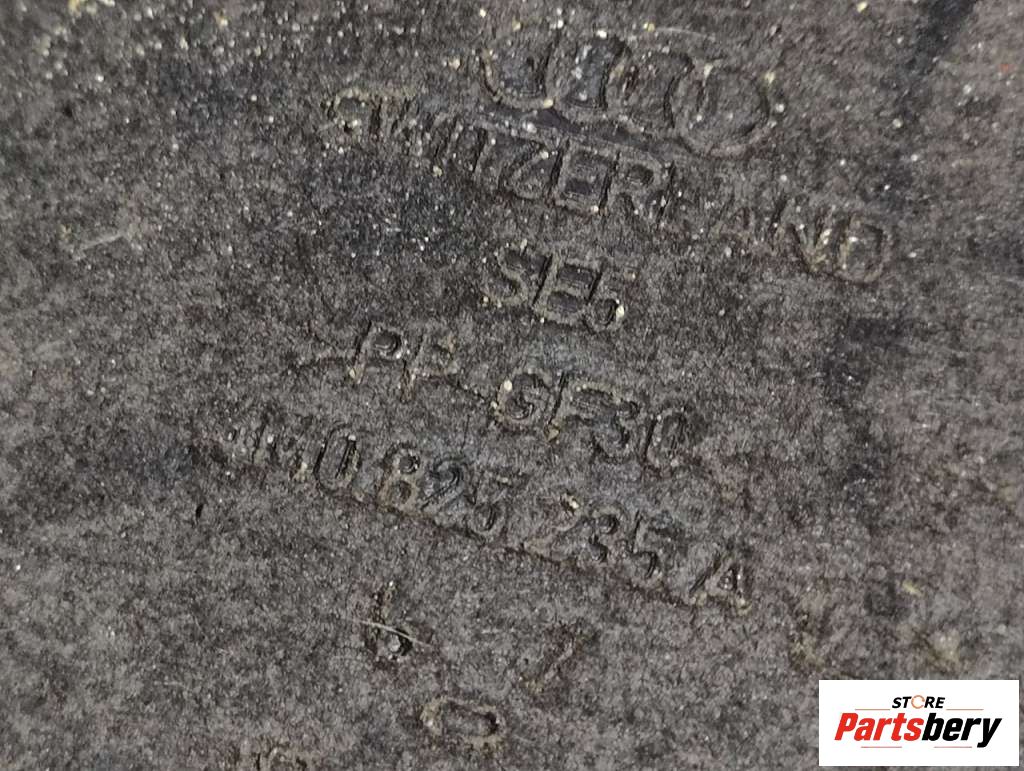 SWITZERLAND
SE5
PP-GF30
4M0.825.235/A
STORE
Partsbery